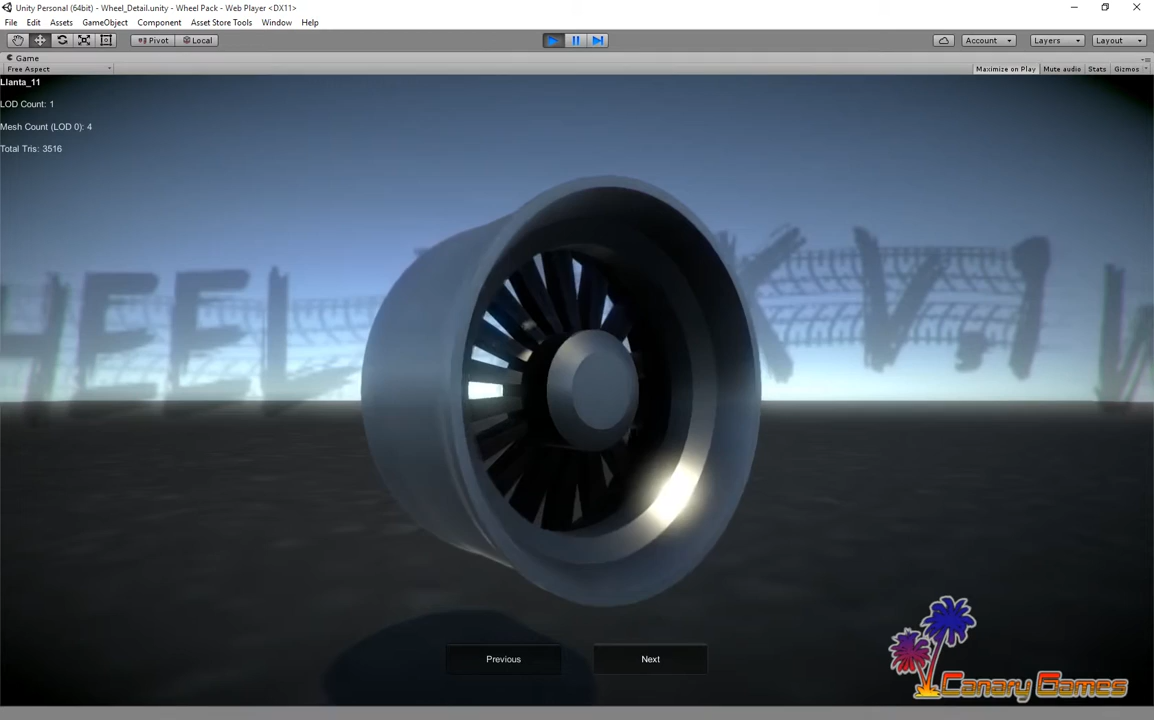 Unity Personal (64bit) - Wheel_Detail.unity - Wheel Pack - Web Player <DX11>
File Edit Assets GameObject Component Asset Store Tools Window Help
Pivot Local Account Layers Layout
Game
Free Aspect Maximize on Play Mute audio Stats Gizmos
Llanta_11
LOD Count: 1
Mesh Count (LOD 0): 4
Total Tris: 3516
HEEL K V.1 W
Previous Next
Canary Games